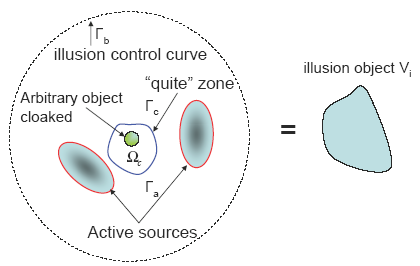 Γb
illusion control curve
"quite" zone
Arbitrary object
cloaked
Γc
Ωc
Γa
Active sources
=
illusion object Vi